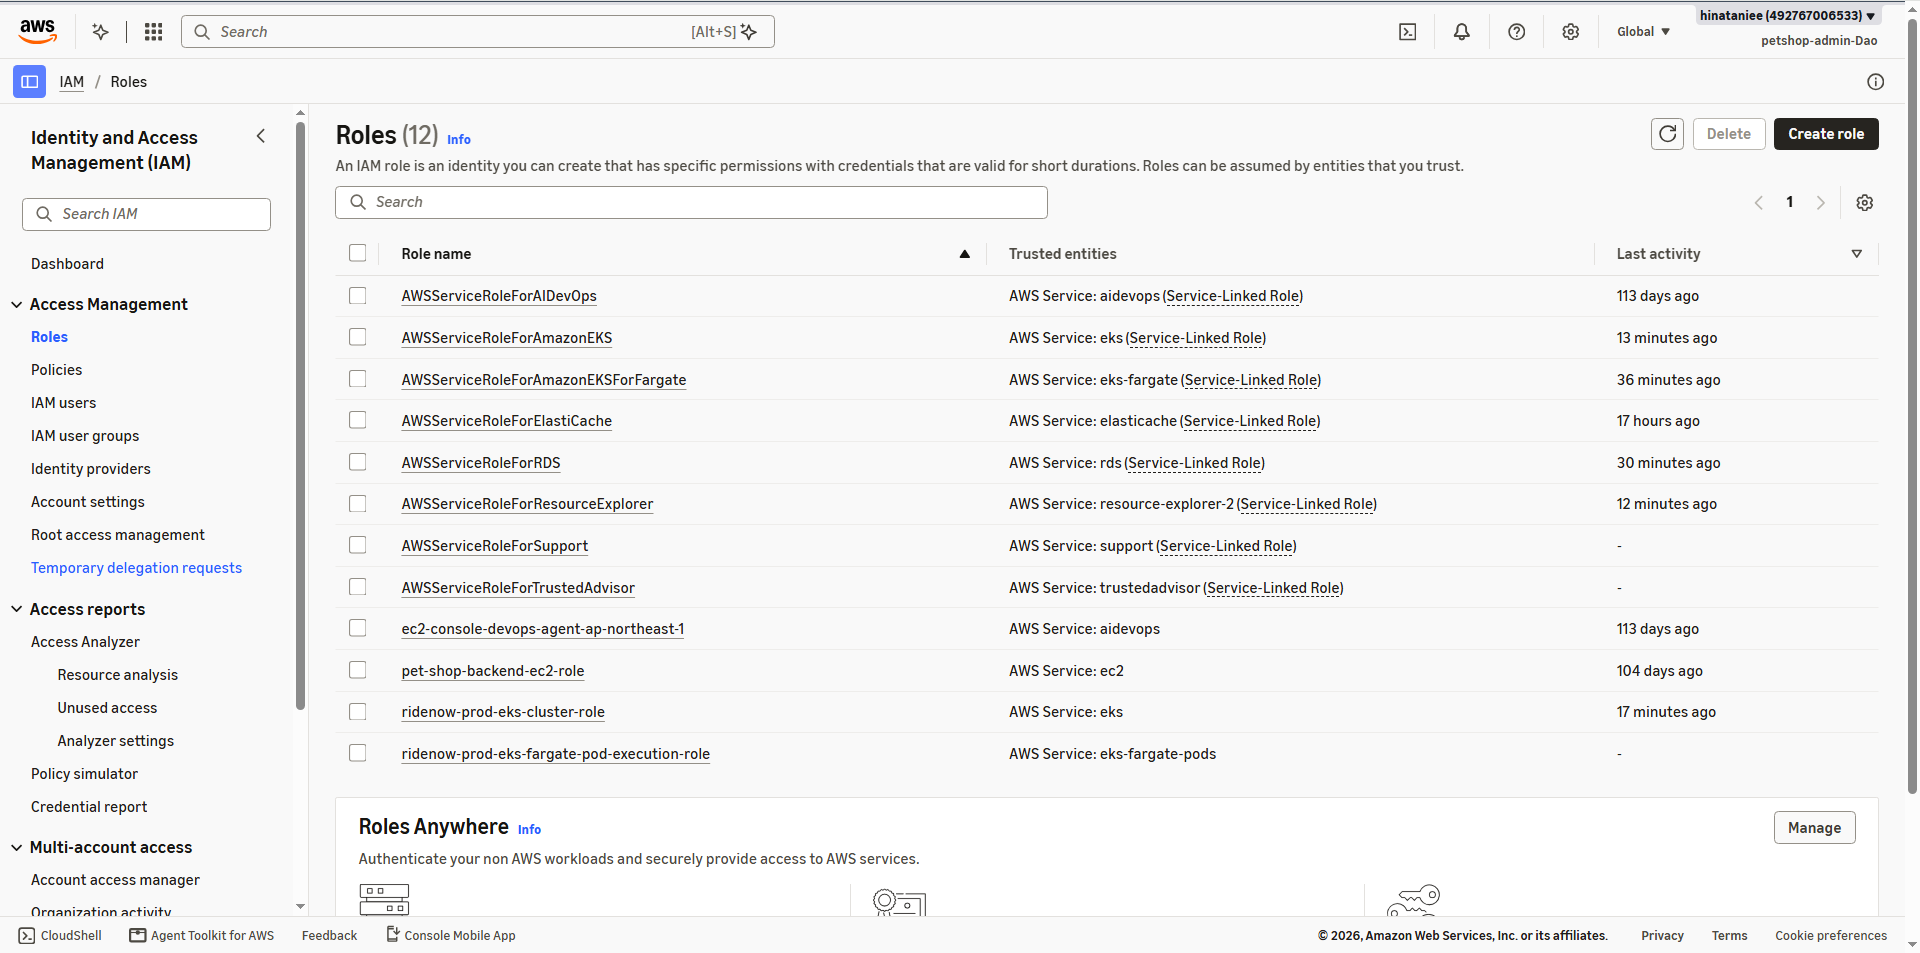 aws
Search
[Alt+S]
Global ▼
hinataniee (492767006533) ▼
petshop-admin-Dao
IAM / Roles
Identity and Access
Management (IAM)
Search IAM
Dashboard
Access Management
Roles
Policies
IAM users
IAM user groups
Identity providers
Account settings
Root access management
Temporary delegation requests
Access reports
Access Analyzer
Resource analysis
Unused access
Analyzer settings
Policy simulator
Credential report
Multi-account access
Account access manager
Organization activity
Roles (12) Info
Delete
Create role
An IAM role is an identity you can create that has specific permissions with credentials that are valid for short durations. Roles can be assumed by entities that you trust.
Search
1
Role name Trusted entities Last activity
AWSServiceRoleForAIDevOps AWS Service: aidevops (Service-Linked Role) 113 days ago
AWSServiceRoleForAmazonEKS AWS Service: eks (Service-Linked Role) 13 minutes ago
AWSServiceRoleForAmazonEKSForFargate AWS Service: eks-fargate (Service-Linked Role) 36 minutes ago
AWSServiceRoleForElastiCache AWS Service: elasticache (Service-Linked Role) 17 hours ago
AWSServiceRoleForRDS AWS Service: rds (Service-Linked Role) 30 minutes ago
AWSServiceRoleForResourceExplorer AWS Service: resource-explorer-2 (Service-Linked Role) 12 minutes ago
AWSServiceRoleForSupport AWS Service: support (Service-Linked Role) -
AWSServiceRoleForTrustedAdvisor AWS Service: trustedadvisor (Service-Linked Role) -
ec2-console-devops-agent-ap-northeast-1 AWS Service: aidevops 113 days ago
pet-shop-backend-ec2-role AWS Service: ec2 104 days ago
ridenow-prod-eks-cluster-role AWS Service: eks 17 minutes ago
ridenow-prod-eks-fargate-pod-execution-role AWS Service: eks-fargate-pods -
Roles Anywhere Info
Manage
Authenticate your non AWS workloads and securely provide access to AWS services.
CloudShell Agent Toolkit for AWS Feedback Console Mobile App © 2026, Amazon Web Services, Inc. or its affiliates. Privacy Terms Cookie preferences